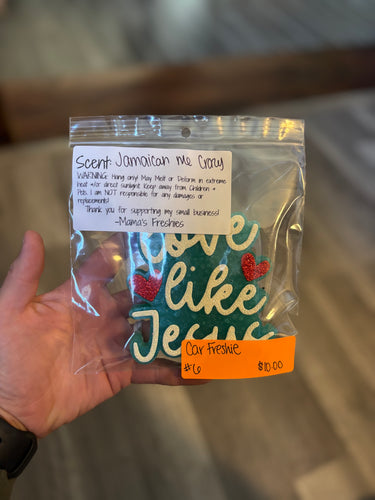 Scent Jamaican me Crazy
WARNING: Hang only! May Melt or Deform in extreme
heat +/or direct sunlight. Keep away from Children +
Pets. I am NOT responsible for any damages or
replacements!
Thank you for supporting my small business!
~Mama's Freshies
Love
like
Jesus
Car Freshie
#6 $10.00